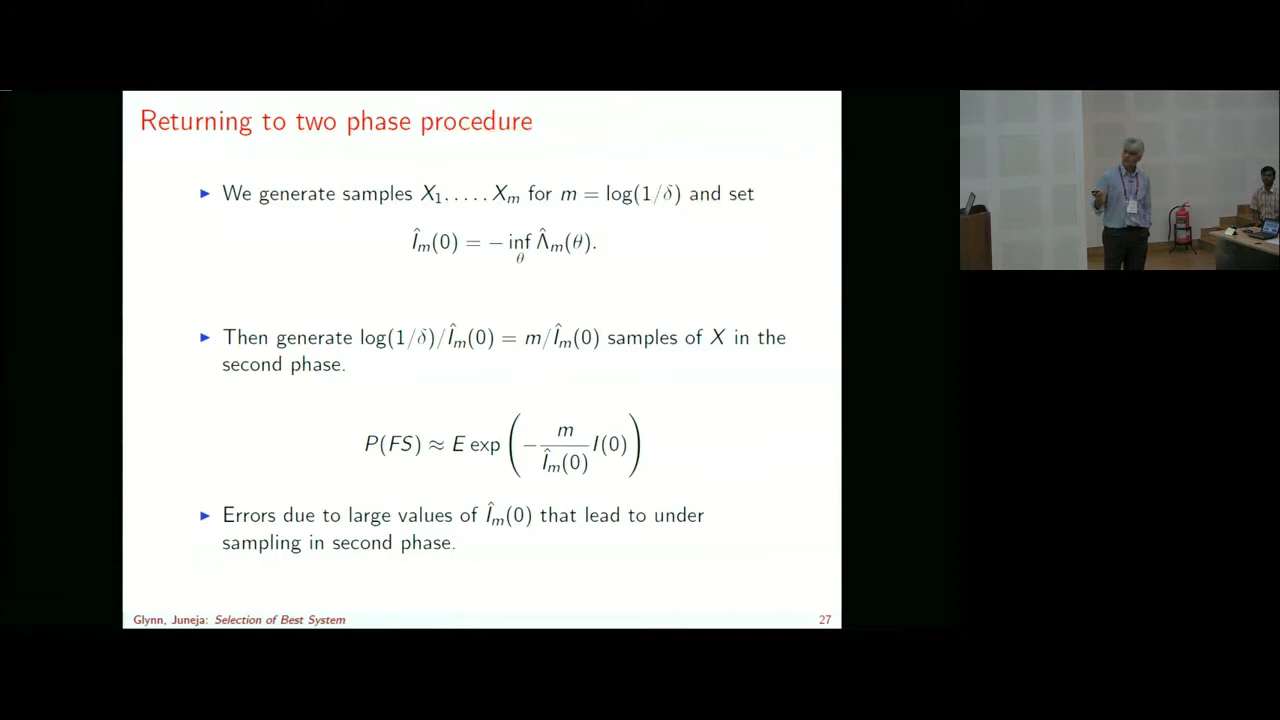 Returning to two phase procedure
► We generate samples X₁.....Xₘ for m = log(1/δ) and set
Îₘ(0) = − inf_θ Λ̂ₘ(θ).
► Then generate log(1/δ)/Îₘ(0) = m/Îₘ(0) samples of X in the
second phase.
P(FS) ≈ E exp(−(m/Îₘ(0)) I(0))
► Errors due to large values of Îₘ(0) that lead to under
sampling in second phase.
Glynn, Juneja: Selection of Best System 27